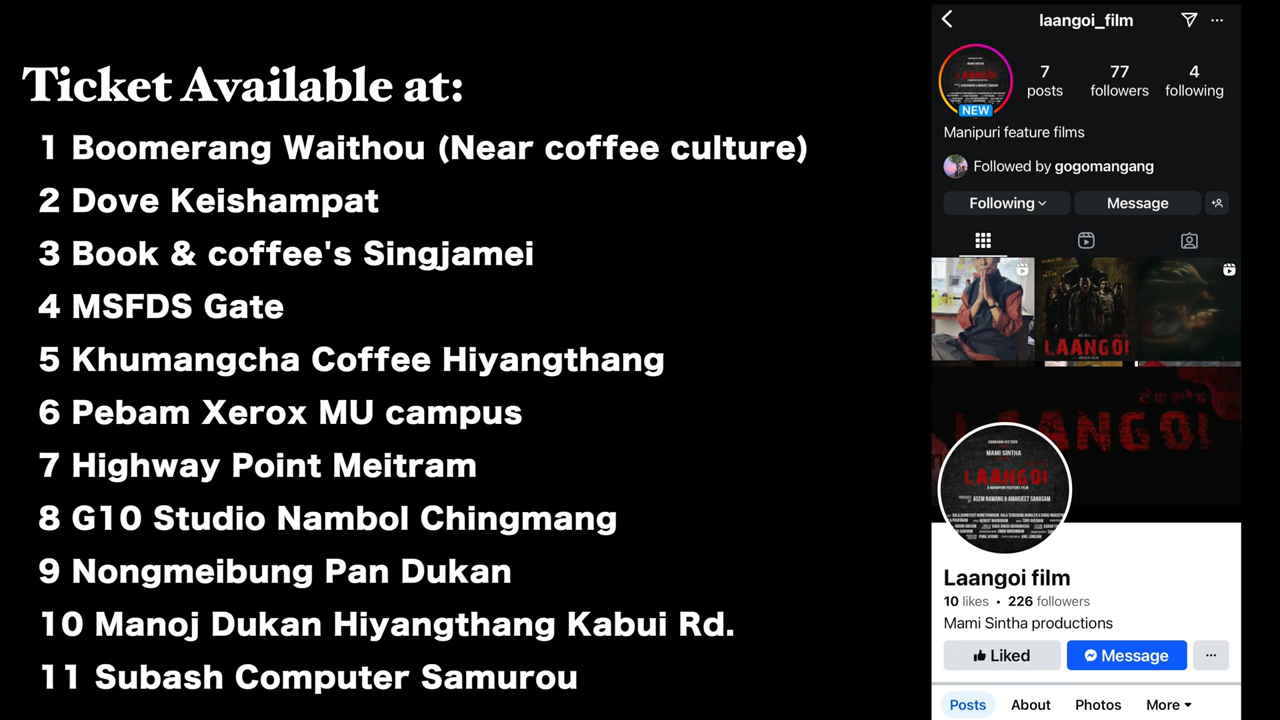 Ticket Available at:
1 Boomerang Waithou (Near coffee culture)
2 Dove Keishampat
3 Book & coffee's Singjamei
4 MSFDS Gate
5 Khumangcha Coffee Hiyangthang
6 Pebam Xerox MU campus
7 Highway Point Meitram
8 G10 Studio Nambol Chingmang
9 Nongmeibung Pan Dukan
10 Manoj Dukan Hiyangthang Kabui Rd.
11 Subash Computer Samurou
laangoi_film
NEW
7 posts
77 followers
4 following
Manipuri feature films
Followed by gogomangang
Following
Message
LAANGOI
LAANGOI
MAMI SINTHA
LAANGOI
A MANIPURI FEATURE FILM
ASEM NAWANG & AMARJEET SANASAM
Laangoi film
10 likes • 226 followers
Mami Sintha productions
Liked
Message
Posts About Photos More